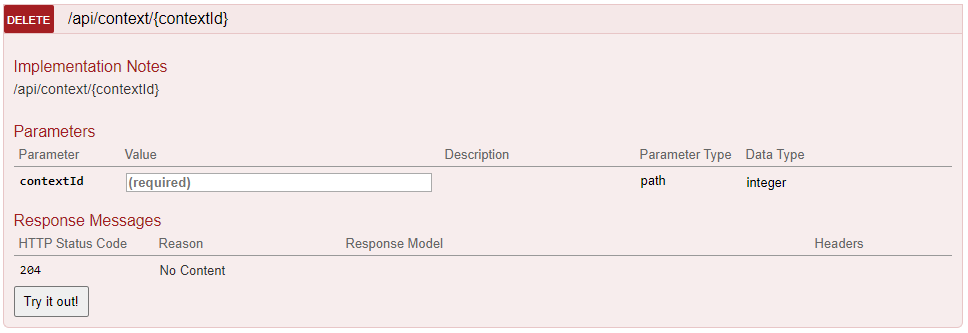 DELETE /api/context/{contextId}
Implementation Notes
/api/context/{contextId}
Parameters
Parameter Value Description Parameter Type Data Type
contextId (required) path integer
Response Messages
HTTP Status Code Reason Response Model Headers
204 No Content
Try it out!